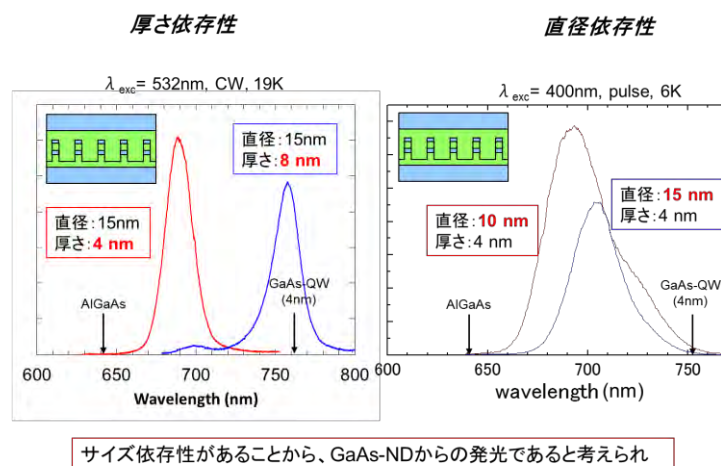 厚さ依存性
λexc= 532nm, CW, 19K
直径：15nm
厚さ：8 nm
直径：15nm
厚さ：4 nm
AlGaAs
GaAs-QW
(4nm)
600 650 700 750 800
Wavelength (nm)
直径依存性
λexc= 400nm, pulse, 6K
直径：15 nm
厚さ：4 nm
直径：10 nm
厚さ：4 nm
AlGaAs
GaAs-QW
(4nm)
600 650 700 750
wavelength(nm)
サイズ依存性があることから、GaAs-NDからの発光であると考えられ